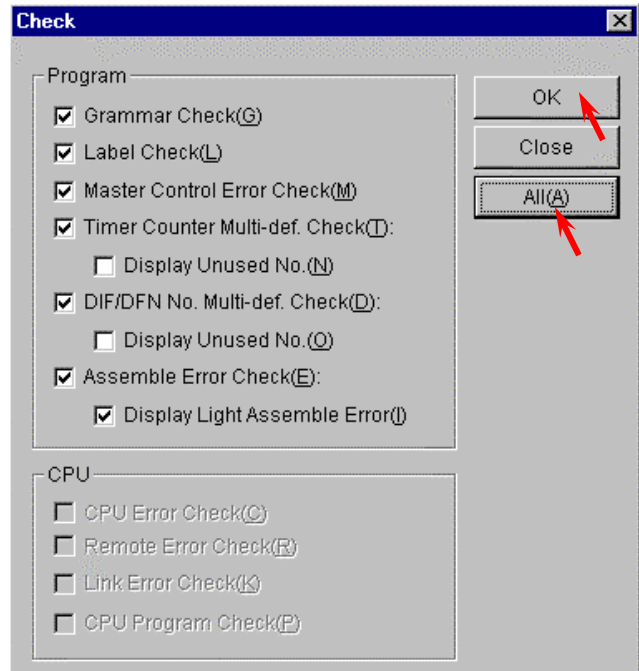 Check
Program
Grammar Check(G)
Label Check(L)
Master Control Error Check(M)
Timer Counter Multi-def. Check(T):
Display Unused No.(N)
DIF/DFN No. Multi-def. Check(D):
Display Unused No.(O)
Assemble Error Check(E):
Display Light Assemble Error(I)
OK
Close
All(A)
CPU
CPU Error Check(C)
Remote Error Check(R)
Link Error Check(K)
CPU Program Check(P)